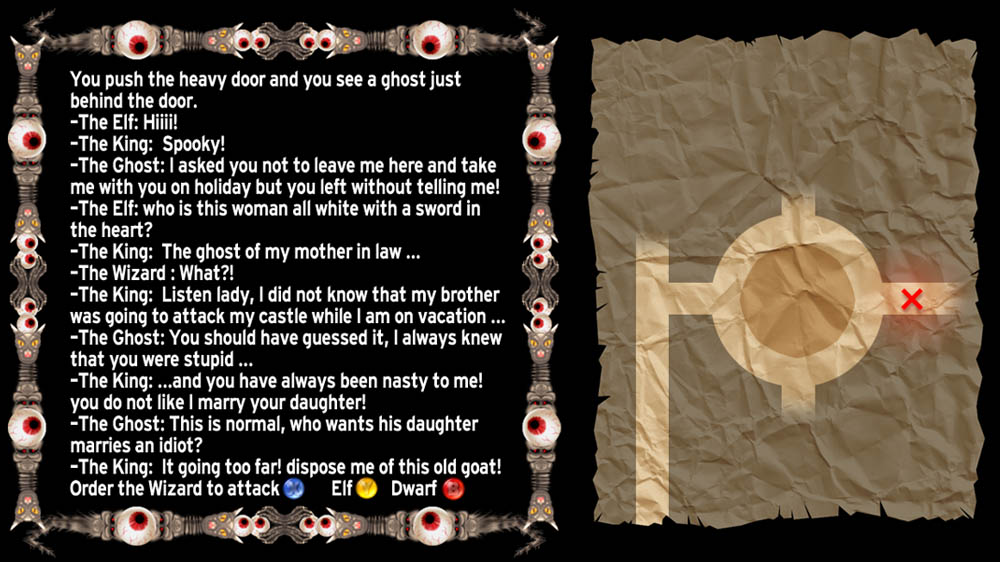 You push the heavy door and you see a ghost just
behind the door.
-The Elf: Hiiii!
-The King:  Spooky!
-The Ghost: I asked you not to leave me here and take
me with you on holiday but you left without telling me!
-The Elf: who is this woman all white with a sword in
the heart?
-The King:  The ghost of my mother in law ...
-The Wizard : What?!
-The King:  Listen lady, I did not know that my brother
was going to attack my castle while I am on vacation ...
-The Ghost: You should have guessed it, I always knew
that you were stupid ...
-The King: ...and you have always been nasty to me!
you do not like I marry your daughter!
-The Ghost: This is normal, who wants his daughter
marries an idiot?
-The King:  It going too far! dispose me of this old goat!
Order the Wizard to attack X Elf Y Dwarf B